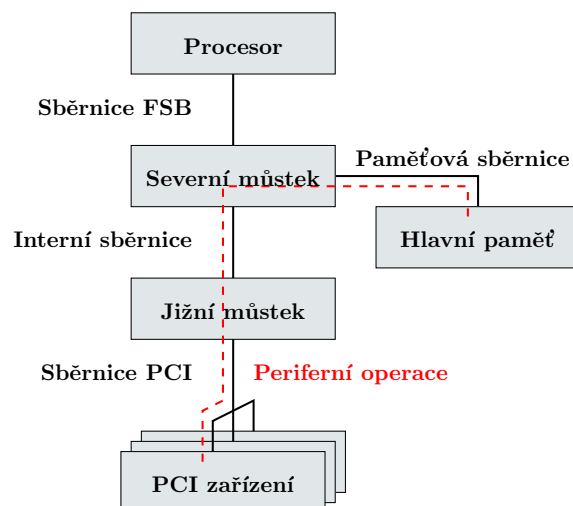 Procesor
Sběrnice FSB
Paměťová sběrnice
Severní můstek
Interní sběrnice
Hlavní paměť
Jižní můstek
Sběrnice PCI
Periferní operace
PCI zařízení